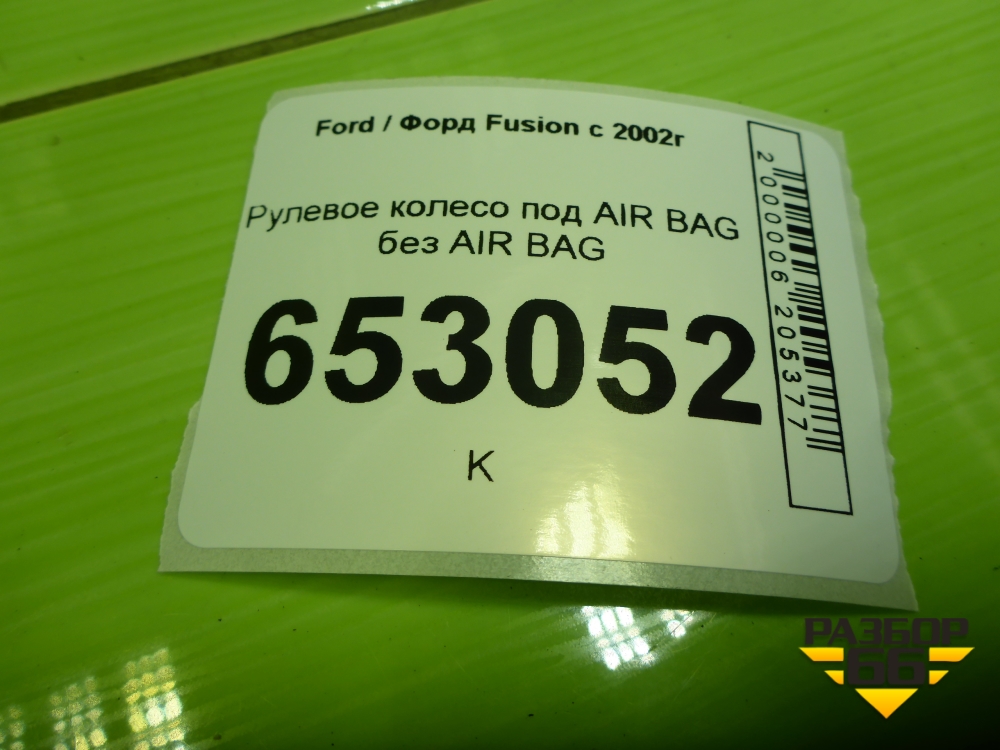 Ford / Форд Fusion с 2002г
Рулевое колесо под AIR BAG
без AIR BAG
653052
К
2000006205377
РАЗБОР
66